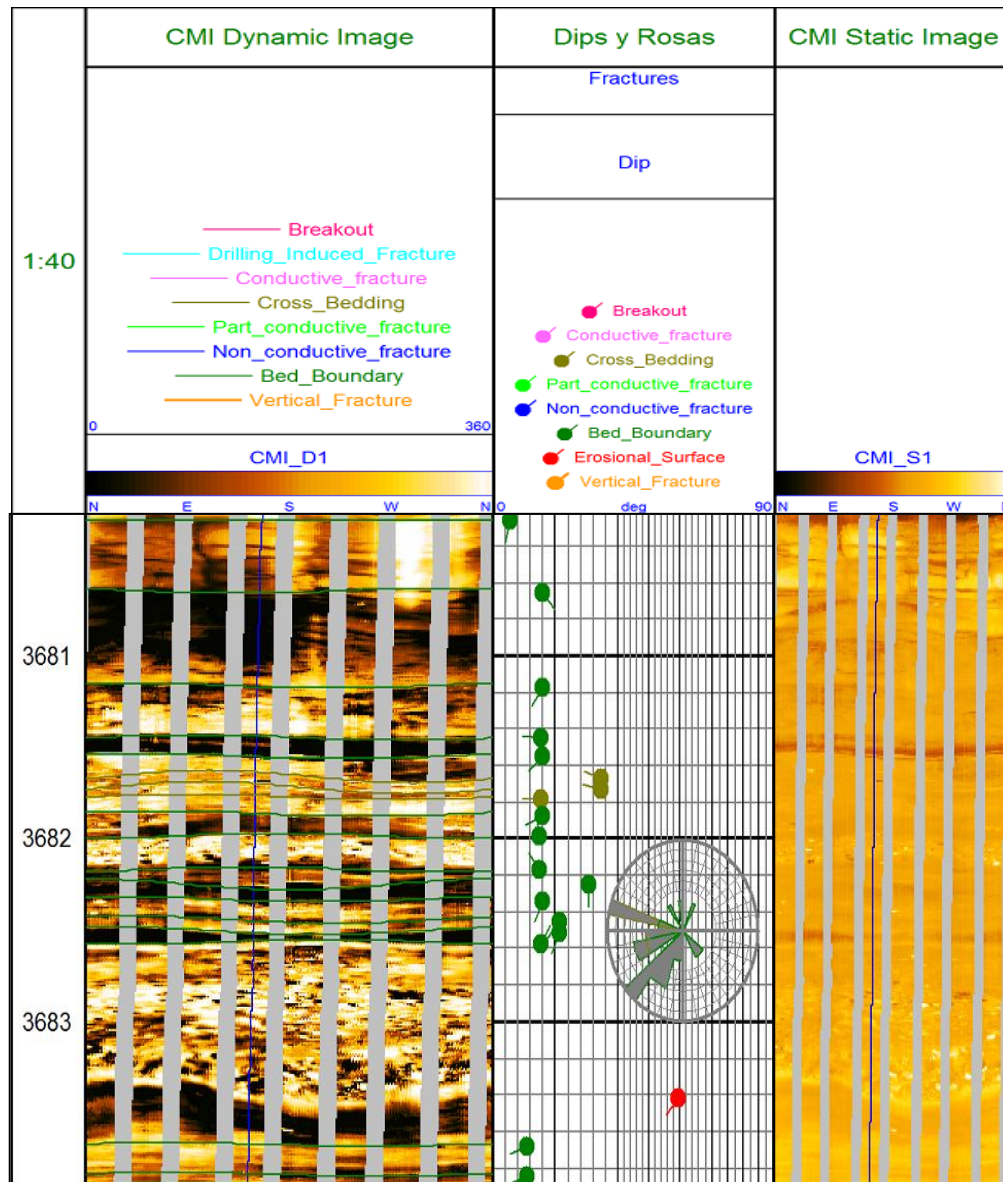 CMI Dynamic Image
Dips y Rosas
CMI Static Image
Fractures
Dip
1:40
Breakout
Drilling_Induced_Fracture
Conductive_fracture
Cross_Bedding
Part_conductive_fracture
Non_conductive_fracture
Bed_Boundary
Vertical_Fracture
0 360
Breakout
Conductive_fracture
Cross_Bedding
Part_conductive_fracture
Non_conductive_fracture
Bed_Boundary
Erosional_Surface
Vertical_Fracture
CMI_D1
CMI_S1
N E S W N
0 deg 90
N E S W
3681
3682
3683